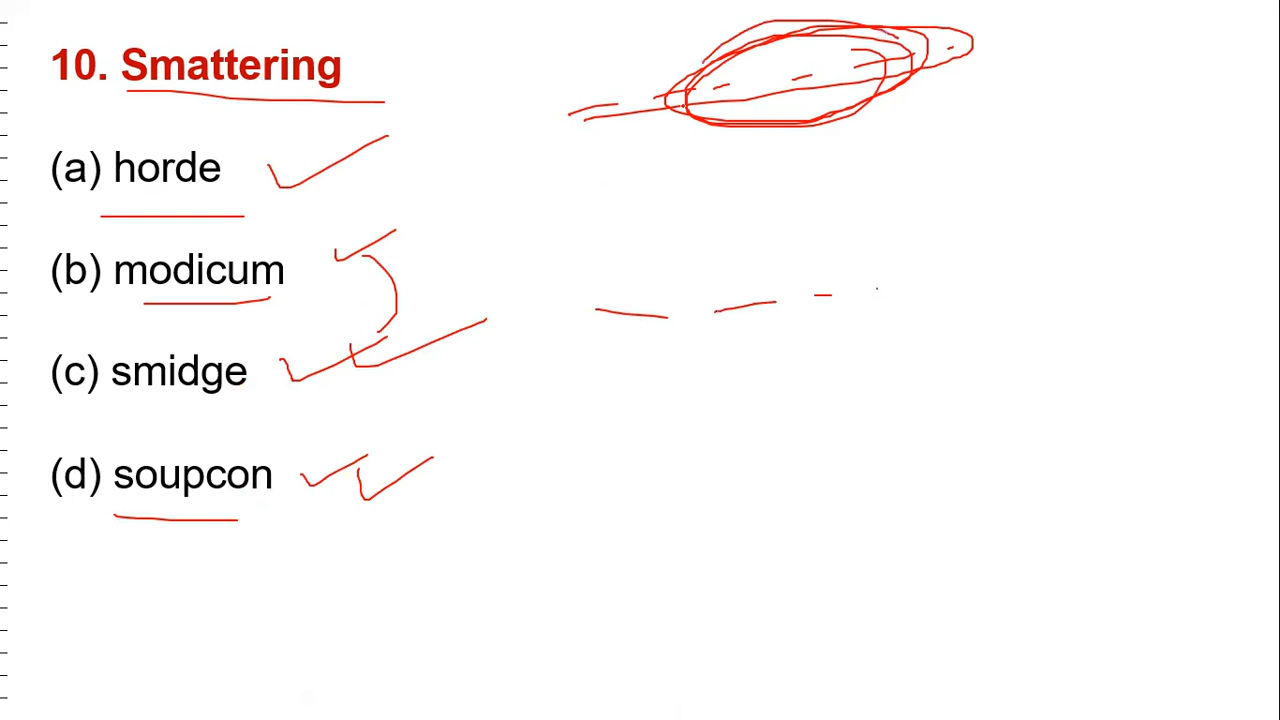 10. Smattering
(a) horde
(b) modicum
(c) smidge
(d) soupcon